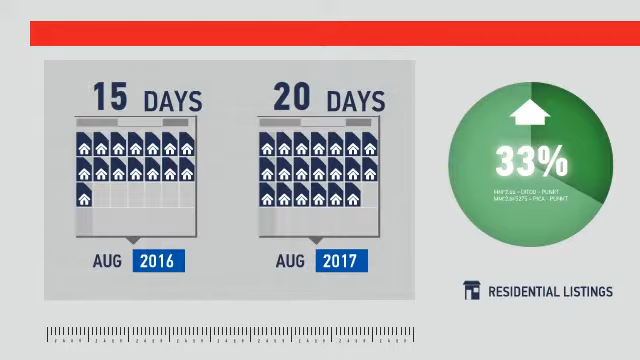 15 DAYS
20 DAYS
AUG 2016
AUG 2017
33%
RESIDENTIAL LISTINGS